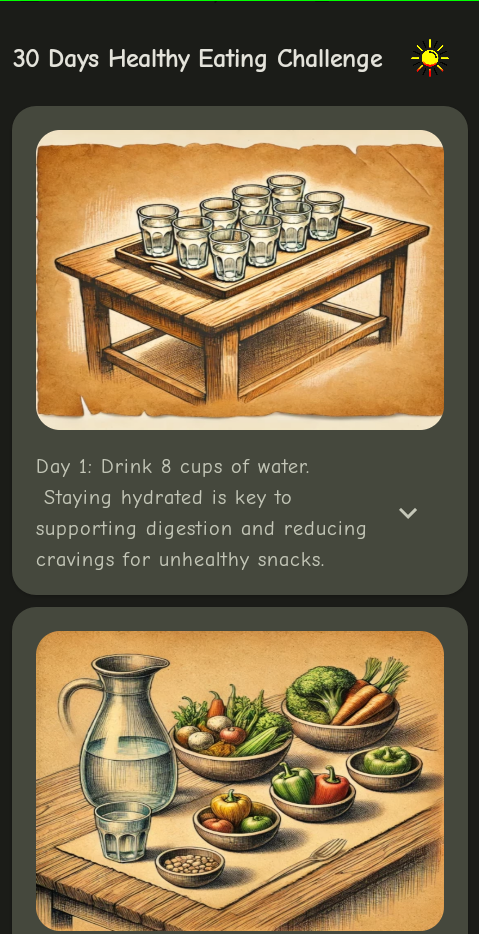 30 Days Healthy Eating Challenge
Day 1: Drink 8 cups of water.
Staying hydrated is key to
supporting digestion and reducing
cravings for unhealthy snacks.